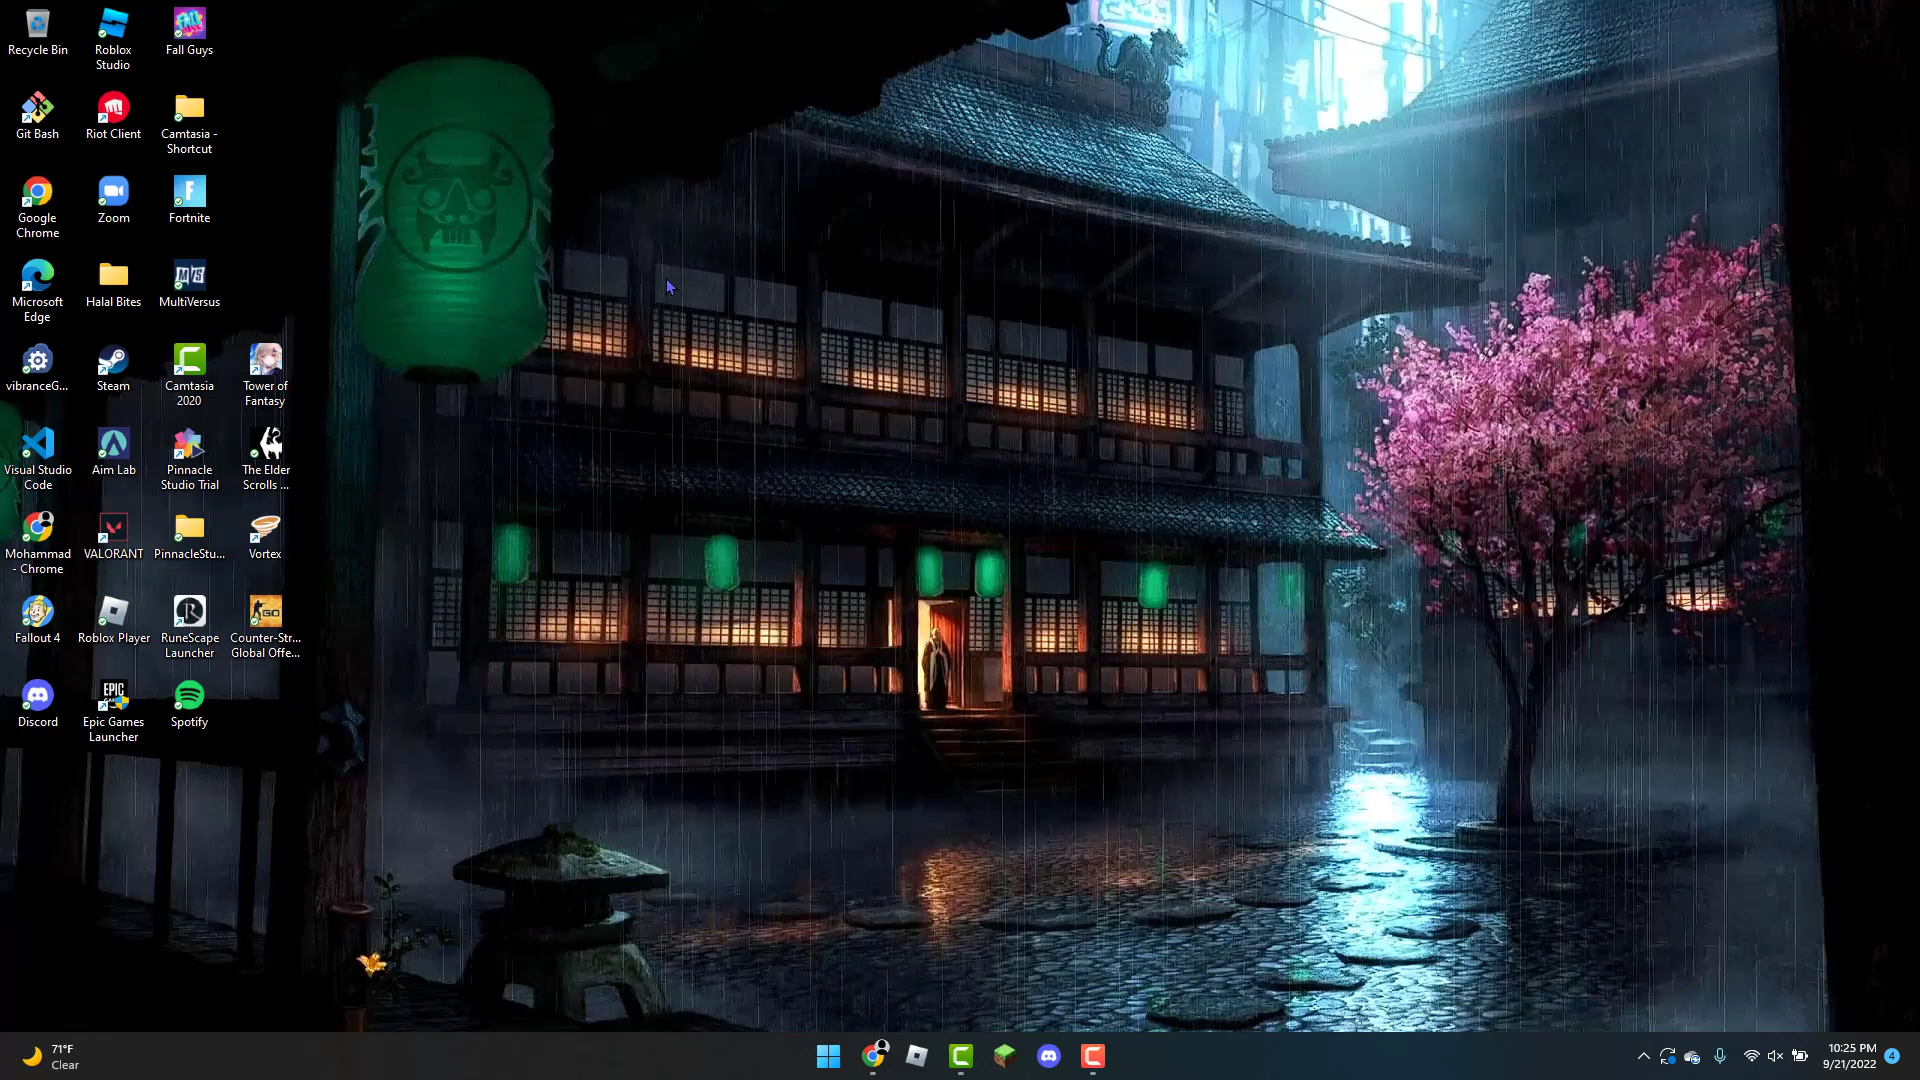 Recycle Bin
Roblox
Studio
Fall Guys
Git Bash
Riot Client
Camtasia -
Shortcut
Google
Chrome
Zoom
Fortnite
Microsoft
Edge
Halal Bites
MultiVersus
vibranceG...
Steam
Camtasia
2020
Tower of
Fantasy
Visual Studio
Code
Aim Lab
Pinnacle
Studio Trial
The Elder
Scrolls ...
Mohammad
- Chrome
VALORANT
PinnacleStu...
Vortex
Fallout 4
Roblox Player
RuneScape
Launcher
Counter-Str...
Global Offe...
Discord
EPIC
GAMES
Epic Games
Launcher
Spotify
71°F
Clear
10:25 PM
9/21/2022
4